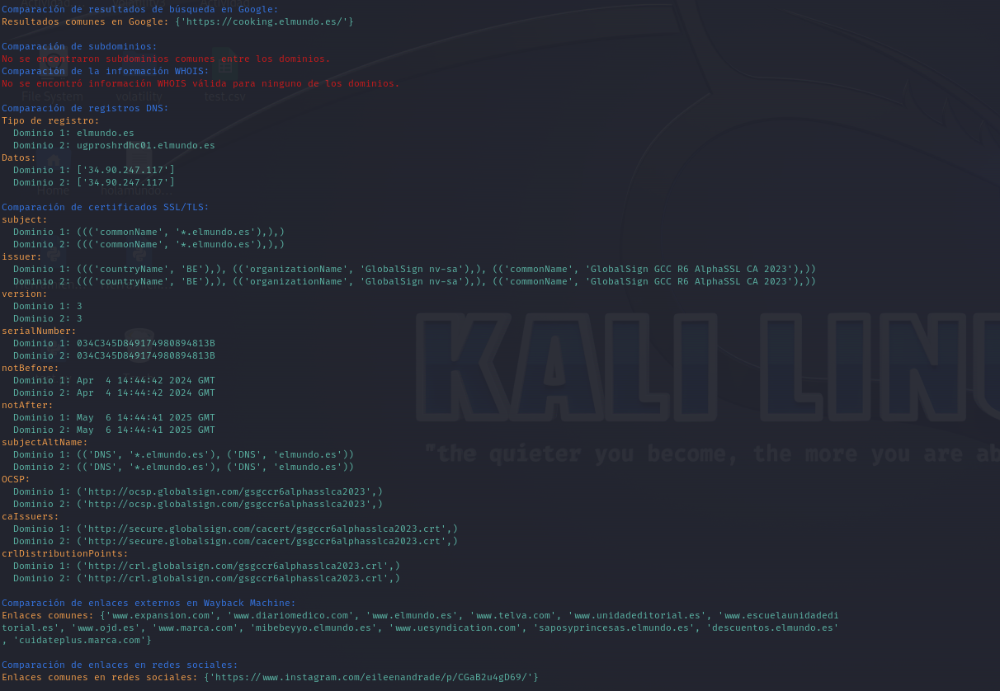 Comparación de resultados de búsqueda en Google:
Resultados comunes en Google: {'https://cooking.elmundo.es/'}
Comparación de subdominios:
No se encontraron subdominios comunes entre los dominios.
Comparación de la información WHOIS:
No se encontró información WHOIS válida para ninguno de los dominios.
File System volatility test.csv
Comparación de registros DNS:
Tipo de registro:
Dominio 1: elmundo.es
Dominio 2: ugproshrdhc01.elmundo.es
Datos:
Dominio 1: ['34.90.247.117']
Dominio 2: ['34.90.247.117']
Home
Comparación de certificados SSL/TLS:
subject:
Dominio 1: ((('commonName', '*.elmundo.es'),),)
Dominio 2: ((('commonName', '*.elmundo.es'),),)
issuer:
Dominio 1: ((('countryName', 'BE'),), (('organizationName', 'GlobalSign nv-sa'),), (('commonName', 'GlobalSign GCC R6 AlphaSSL CA 2023'),))
Dominio 2: ((('countryName', 'BE'),), (('organizationName', 'GlobalSign nv-sa'),), (('commonName', 'GlobalSign GCC R6 AlphaSSL CA 2023'),))
version:
Dominio 1: 3
Dominio 2: 3
serialNumber:
Dominio 1: 034C345D849174980894813B
Dominio 2: 034C345D849174980894813B
notBefore:
Dominio 1: Apr  4 14:44:42 2024 GMT
Dominio 2: Apr  4 14:44:42 2024 GMT
notAfter:
Dominio 1: May  6 14:44:41 2025 GMT
Dominio 2: May  6 14:44:41 2025 GMT
subjectAltName:
Dominio 1: (('DNS', '*.elmundo.es'), ('DNS', 'elmundo.es'))
Dominio 2: (('DNS', '*.elmundo.es'), ('DNS', 'elmundo.es'))
OCSP:
Dominio 1: ('http://ocsp.globalsign.com/gsgccr6alphasslca2023',)
Dominio 2: ('http://ocsp.globalsign.com/gsgccr6alphasslca2023',)
caIssuers:
Dominio 1: ('http://secure.globalsign.com/cacert/gsgccr6alphasslca2023.crt',)
Dominio 2: ('http://secure.globalsign.com/cacert/gsgccr6alphasslca2023.crt',)
crlDistributionPoints:
Dominio 1: ('http://crl.globalsign.com/gsgccr6alphasslca2023.crl',)
Dominio 2: ('http://crl.globalsign.com/gsgccr6alphasslca2023.crl',)
KALI LINU
"the quieter you become, the more you are ab
Comparación de enlaces externos en Wayback Machine:
Enlaces comunes: {'www.expansion.com', 'www.diariomedico.com', 'www.elmundo.es', 'www.telva.com', 'www.unidadeditorial.es', 'www.escuelaunidadedi
torial.es', 'www.ojd.es', 'www.marca.com', 'mibebeyyo.elmundo.es', 'www.uesyndication.com', 'saposyprincesas.elmundo.es', 'descuentos.elmundo.es'
, 'cuidateplus.marca.com'}
Comparación de enlaces en redes sociales:
Enlaces comunes en redes sociales: {'https://www.instagram.com/eileenandrade/p/CGaB2u4gD69/'}